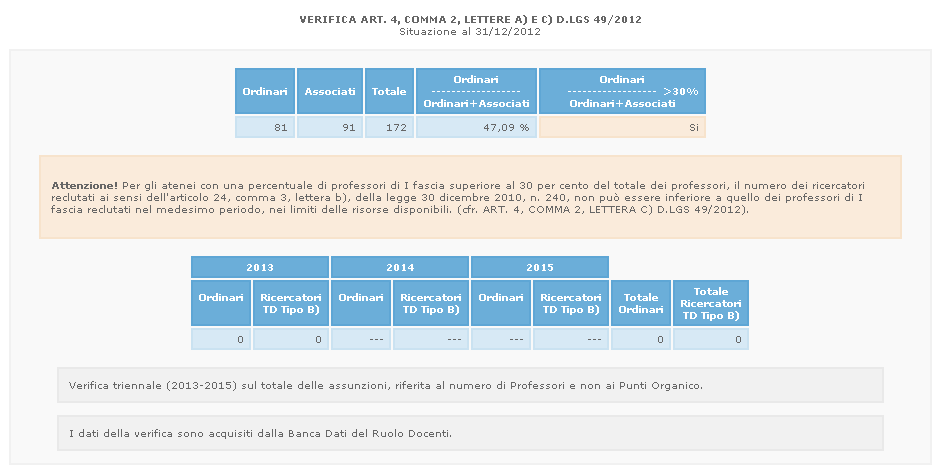 VERIFICA ART. 4, COMMA 2, LETTERE A) E C) D.LGS 49/2012
Situazione al 31/12/2012
Ordinari Associati Totale Ordinari ------------------ Ordinari+Associati Ordinari ------------------ >30% Ordinari+Associati
81 91 172 47,09 % Si
Attenzione! Per gli atenei con una percentuale di professori di I fascia superiore al 30 per cento del totale dei professori, il numero dei ricercatori
reclutati ai sensi dell'articolo 24, comma 3, lettera b), della legge 30 dicembre 2010, n. 240, non può essere inferiore a quello dei professori di I
fascia reclutati nel medesimo periodo, nei limiti delle risorse disponibili. (cfr. ART. 4, COMMA 2, LETTERA C) D.LGS 49/2012).
2013 2014 2015
Ordinari Ricercatori TD Tipo B) Ordinari Ricercatori TD Tipo B) Ordinari Ricercatori TD Tipo B) Totale Ordinari Totale Ricercatori TD Tipo B)
0 0 --- --- --- --- 0 0
Verifica triennale (2013-2015) sul totale delle assunzioni, riferita al numero di Professori e non ai Punti Organico.
I dati della verifica sono acquisiti dalla Banca Dati del Ruolo Docenti.